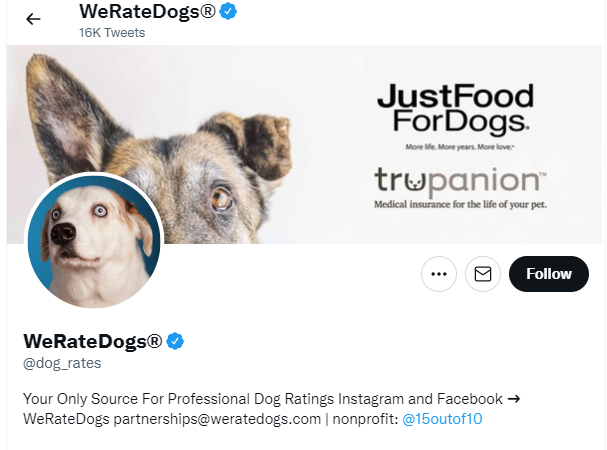 WeRateDogs®
16K Tweets
JustFood
ForDogs®
More life. More years. More love.™
trupanion™
Medical insurance for the life of your pet.
Follow
WeRateDogs®
@dog_rates
Your Only Source For Professional Dog Ratings Instagram and Facebook ➔
WeRateDogs partnerships@weratedogs.com | nonprofit: @15outof10